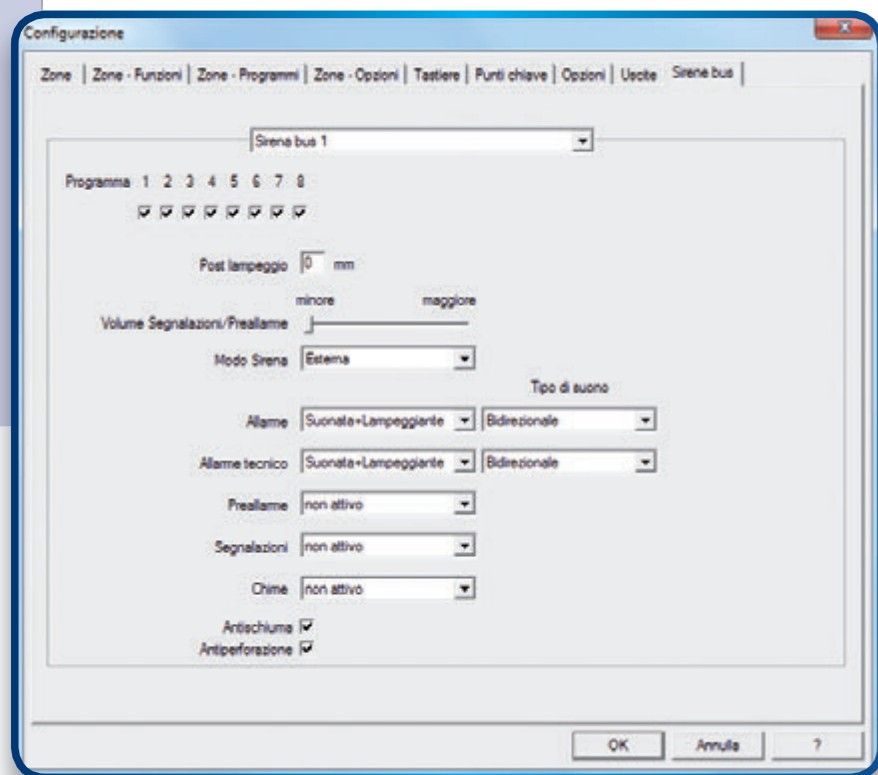 Configurazione
Zone Zone - Funzioni Zone - Programmi Zone - Opzioni Tastiere Punti chiave Opzioni Uscite Sirene bus
Sirena bus 1
Programma 1 2 3 4 5 6 7 8
Post lampeggio 0 mm
minore maggiore
Volume Segnalazioni/Preallarme
Modo Sirena Esterna
Tipo di suono
Allarme Suonata+Lampeggiante Bidirezionale
Allarme tecnico Suonata+Lampeggiante Bidirezionale
Preallarme non attivo
Segnalazioni non attivo
Chime non attivo
Antischiuma
Antiperforazione
OK Annulla ?